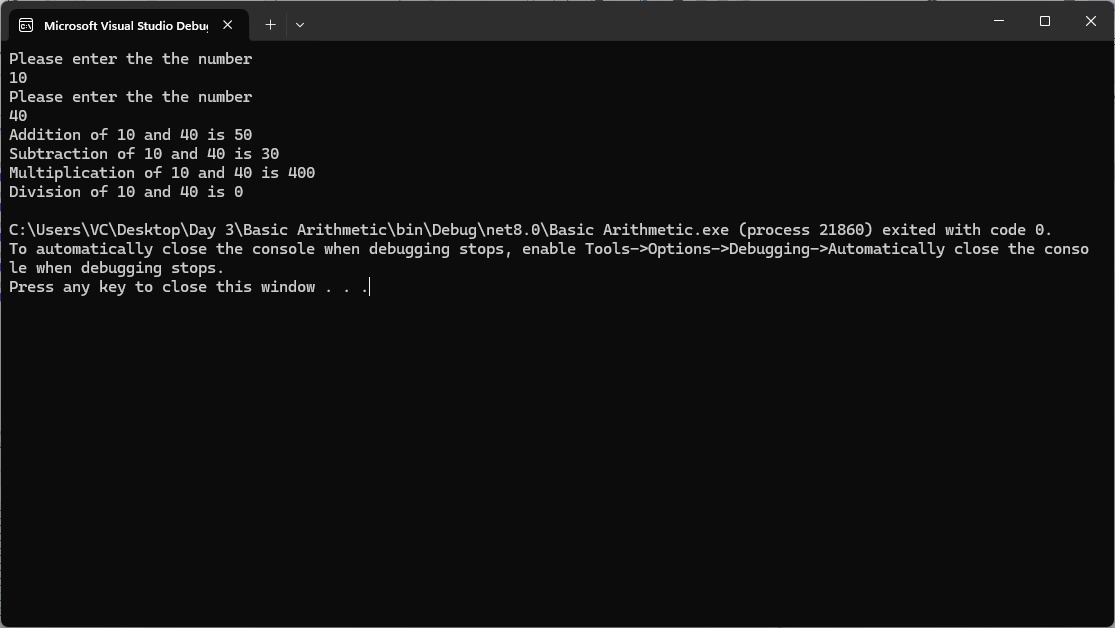 Microsoft Visual Studio Debug
Please enter the the number
10
Please enter the the number
40
Addition of 10 and 40 is 50
Subtraction of 10 and 40 is 30
Multiplication of 10 and 40 is 400
Division of 10 and 40 is 0
C:\Users\VC\Desktop\Day 3\Basic Arithmetic\bin\Debug\net8.0\Basic Arithmetic.exe (process 21860) exited with code 0.
To automatically close the console when debugging stops, enable Tools->Options->Debugging->Automatically close the conso
le when debugging stops.
Press any key to close this window . . .